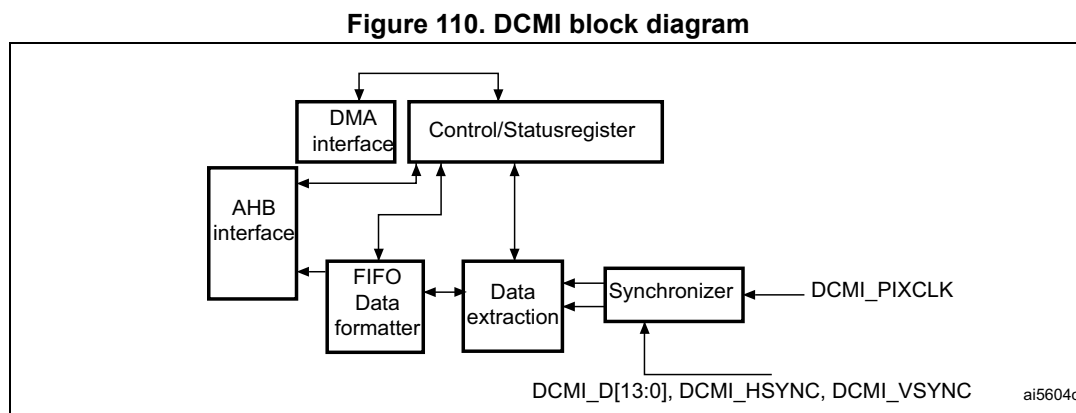 Figure 110. DCMI block diagram
DMA
interface
Control/Statusregister
AHB
interface
FIFO
Data
formatter
Data
extraction
Synchronizer
DCMI_PIXCLK
DCMI_D[13:0], DCMI_HSYNC, DCMI_VSYNC